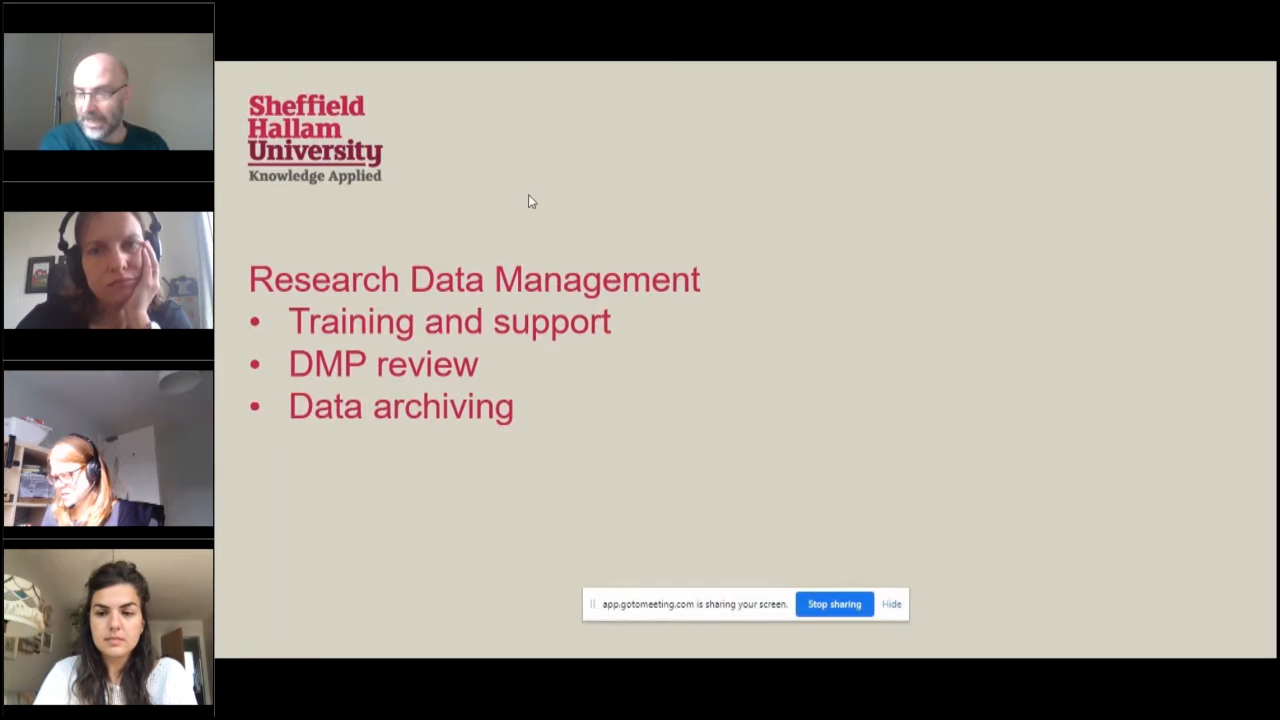 Sheffield
Hallam
University
Knowledge Applied
Research Data Management
• Training and support
• DMP review
• Data archiving
app.gotomeeting.com is sharing your screen. Stop sharing Hide